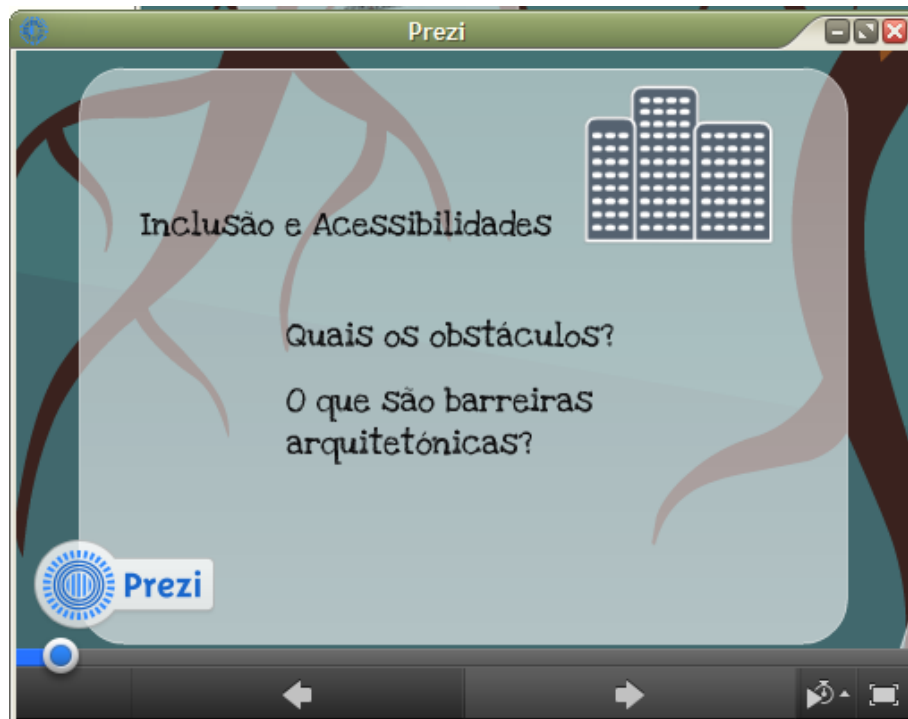 Prezi
Inclusão e Acessibilidades
Quais os obstáculos?
O que são barreiras
arquitetónicas?
Prezi